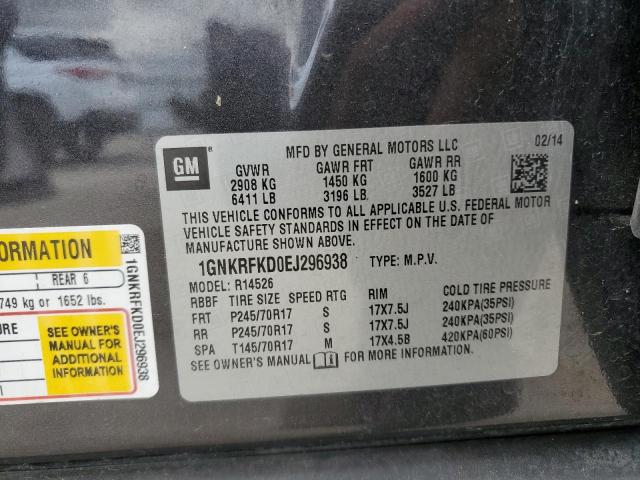 GM
®
MFD BY GENERAL MOTORS LLC
02/14
GVWR GAWR FRT GAWR RR
2908 KG 1450 KG 1600 KG
6411 LB 3196 LB 3527 LB
THIS VEHICLE CONFORMS TO ALL APPLICABLE U.S. FEDERAL MOTOR
VEHICLE SAFETY STANDARDS IN EFFECT ON THE DATE OF
MANUFACTURE SHOWN ABOVE.
1GNKRFKD0EJ296938 TYPE: M.P.V.
MODEL: R14526
RBBF TIRE SIZE SPEED RTG RIM COLD TIRE PRESSURE
FRT P245/70R17 S 17X7.5J 240KPA(35PSI)
RR P245/70R17 S 17X7.5J 240KPA(35PSI)
SPA T145/70R17 M 17X4.5B 420KPA(60PSI)
SEE OWNER'S MANUAL FOR MORE INFORMATION
REAR 6
749 kg or 1652 lbs.
SEE OWNER'S
MANUAL FOR
ADDITIONAL
INFORMATION
1GNKRFKD0EJ296938